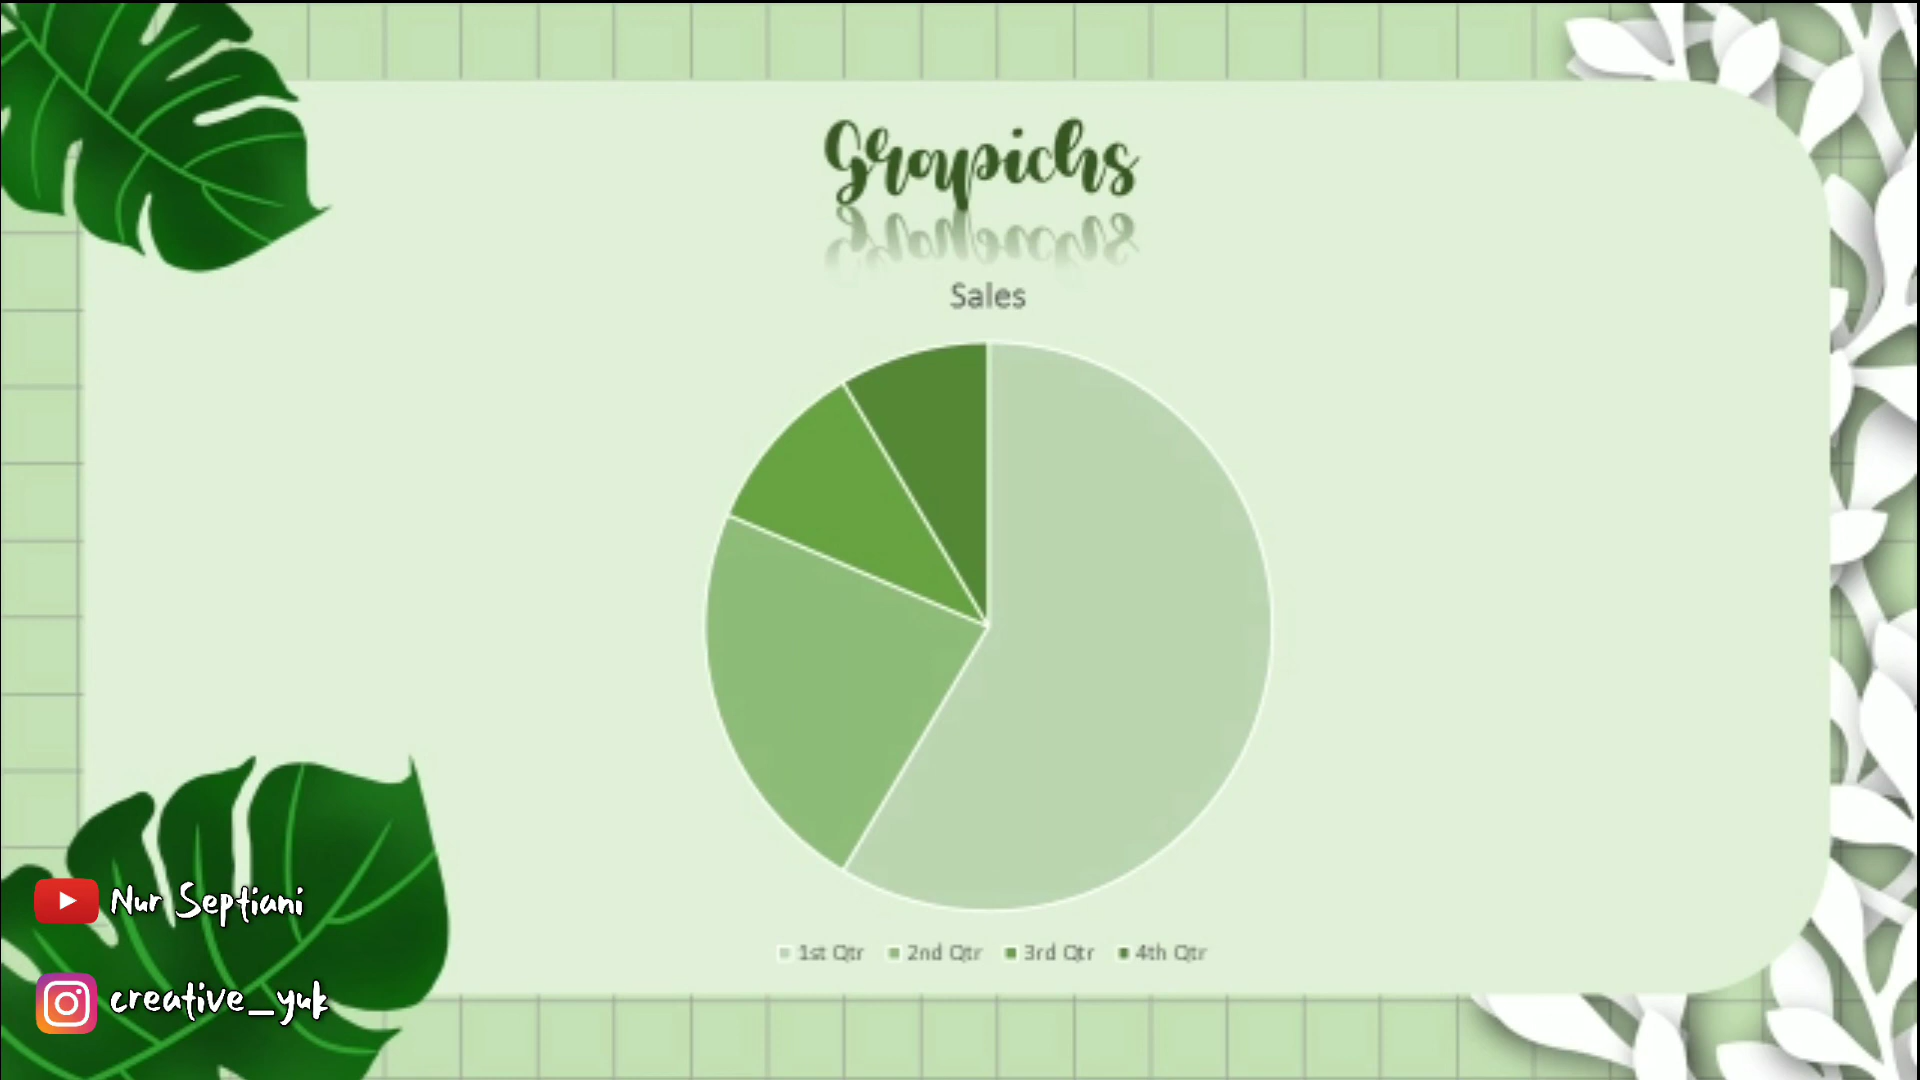 Grapichs
Sales
1st Qtr 2nd Qtr 3rd Qtr 4th Qtr
Nur Septiani
creative_yuk